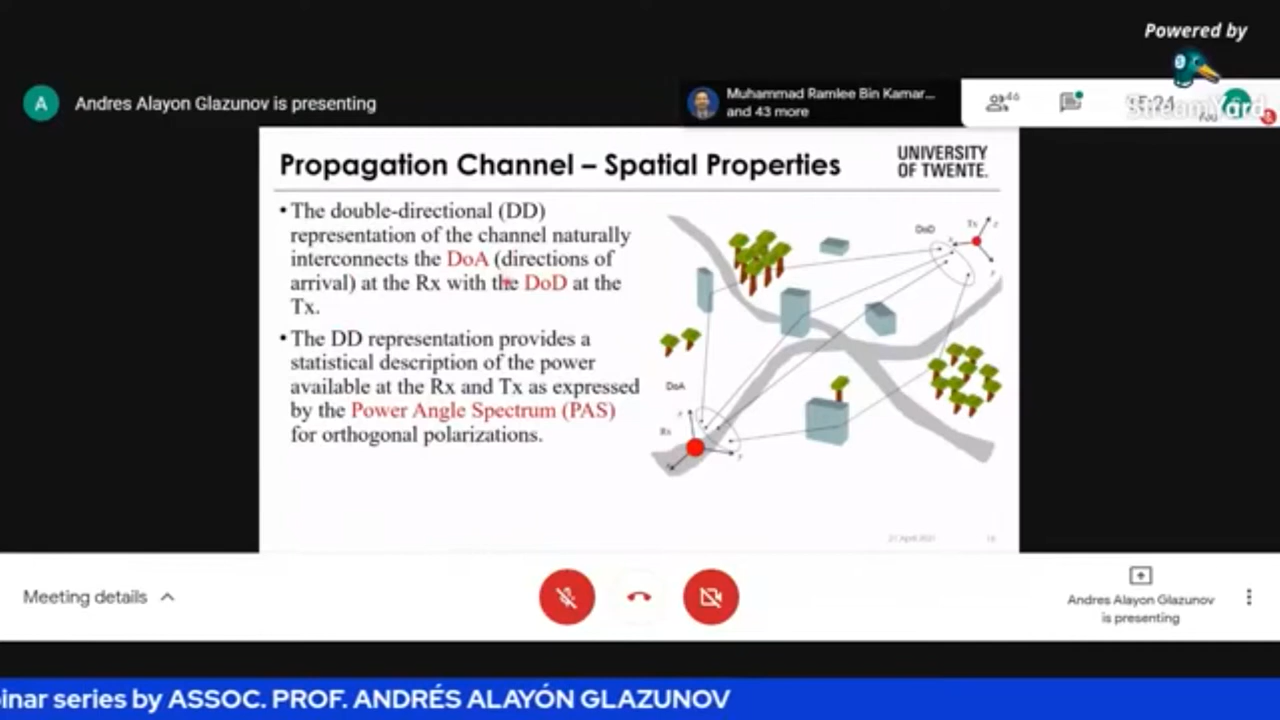 Powered by
StreamYard
A
Andres Alayon Glazunov is presenting
Muhammad Ramlee Bin Kamar...
and 43 more
46
Propagation Channel – Spatial Properties
UNIVERSITY
OF TWENTE.
• The double-directional (DD)
representation of the channel naturally
interconnects the DoA (directions of
arrival) at the Rx with the DoD at the
Tx.
• The DD representation provides a
statistical description of the power
available at the Rx and Tx as expressed
by the Power Angle Spectrum (PAS)
for orthogonal polarizations.
DoD
Tx
z
DoA
Rx
z
y
21 April 2021
Meeting details
Andres Alayon Glazunov
is presenting
inar series by ASSOC. PROF. ANDRÉS ALAYÓN GLAZUNOV